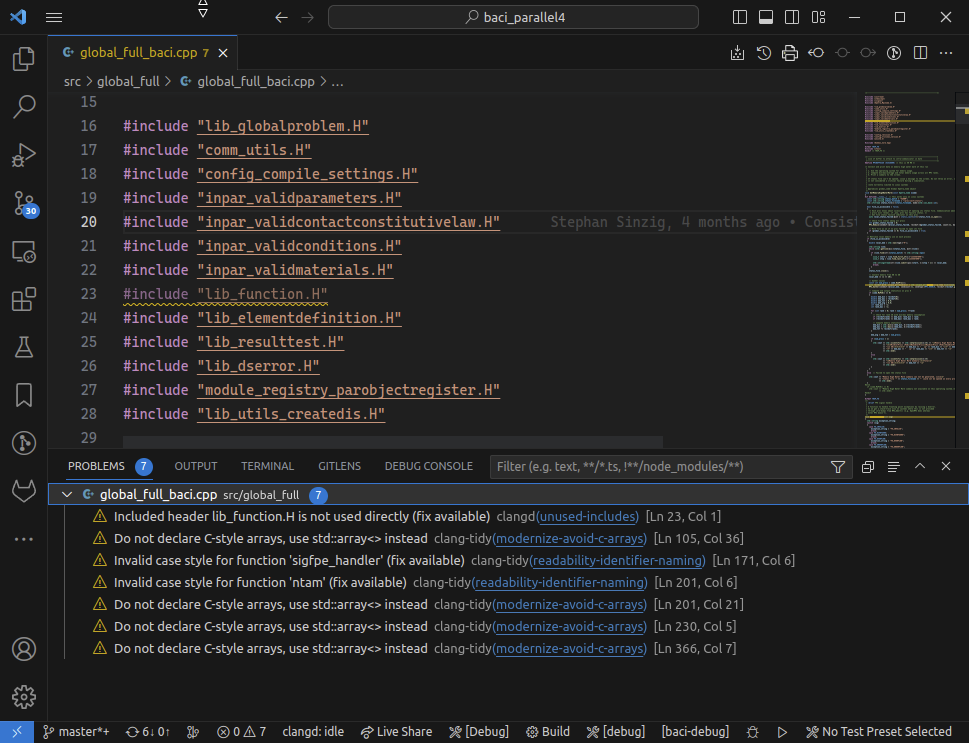 baci_parallel4
global_full_baci.cpp 7
src > global_full > global_full_baci.cpp > ...
15
16 #include "lib_globalproblem.H"
17 #include "comm_utils.H"
18 #include "config_compile_settings.H"
19 #include "inpar_validparameters.H"
20 #include "inpar_validcontactconstitutivelaw.H" Stephan Sinzig, 4 months ago • Consist
21 #include "inpar_validconditions.H"
22 #include "inpar_validmaterials.H"
23 #include "lib_function.H"
24 #include "lib_elementdefinition.H"
25 #include "lib_resulttest.H"
26 #include "lib_dserror.H"
27 #include "module_registry_parobjectregister.H"
28 #include "lib_utils_createdis.H"
29
30
PROBLEMS 7 OUTPUT TERMINAL GITLENS DEBUG CONSOLE Filter (e.g. text, **/*.ts, !**/node_modules/**)
global_full_baci.cpp src/global_full 7
Included header lib_function.H is not used directly (fix available) clangd(unused-includes) [Ln 23, Col 1]
Do not declare C-style arrays, use std::array<> instead clang-tidy(modernize-avoid-c-arrays) [Ln 105, Col 36]
Invalid case style for function 'sigfpe_handler' (fix available) clang-tidy(readability-identifier-naming) [Ln 171, Col 6]
Invalid case style for function 'ntam' (fix available) clang-tidy(readability-identifier-naming) [Ln 201, Col 6]
Do not declare C-style arrays, use std::array<> instead clang-tidy(modernize-avoid-c-arrays) [Ln 201, Col 21]
Do not declare C-style arrays, use std::array<> instead clang-tidy(modernize-avoid-c-arrays) [Ln 230, Col 5]
Do not declare C-style arrays, use std::array<> instead clang-tidy(modernize-avoid-c-arrays) [Ln 366, Col 7]
master*+ 6↓ 0↑ 0 7 clangd: idle Live Share [Debug] Build [debug] [baci-debug] No Test Preset Selected